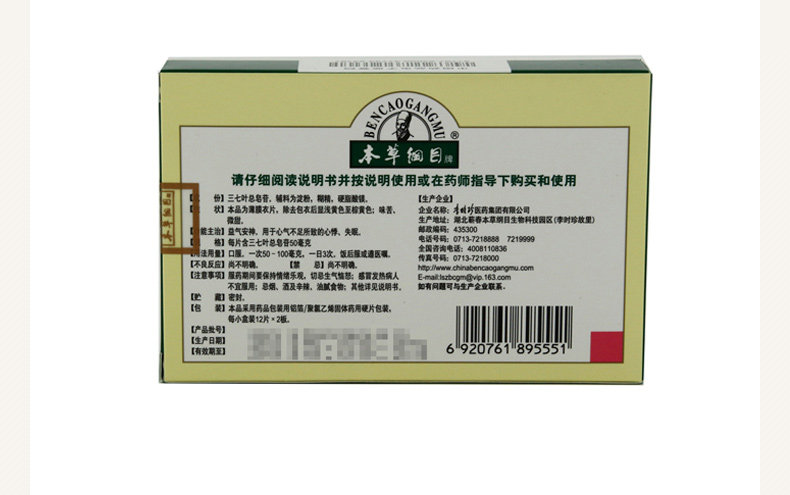 BENCAOGANGMU
®
本草纲目牌
请仔细阅读说明书并按说明使用或在药师指导下购买和使用
份】三七叶总皂苷，辅料为淀粉，糊精，硬脂酸镁。
状】本品为薄膜衣片，除去包衣后显浅黄色至棕黄色；味苦、
微甜。
能主治】益气安神，用于心气不足所致的心悸、失眠。
格】每片含三七叶总皂苷50毫克
用法用量】口服，一次50－100毫克，一日3次，饭后服或遵医嘱。
【不良反应】尚不明确。 【禁 忌】尚不明确。
【注意事项】服药期间要保持情绪乐观，切忌生气恼怒；感冒发热病人
不宜服用；忌烟、酒及辛辣、油腻食物；其他详见说明书。
【贮 藏】密封。
【包 装】本品采用药品包装用铝箔/聚氯乙烯固体药用硬片包装，
每小盒装12片×2板。
【产品批号】
【生产日期】
【有效期至】
【生产企业】
企业名称：李时珍医药集团有限公司
生产地址：湖北蕲春本草纲目生物科技园区(李时珍故里)
邮政编码：435300
电话号码：0713-7218888 7219999
全国咨询电话：4008110836
传真号码：0713-7218000
http://www.chinabencaogangmu.com
E-mail:lszbcgm@vip.163.com
如有问题可与生产企业联系。
6 920761 895551